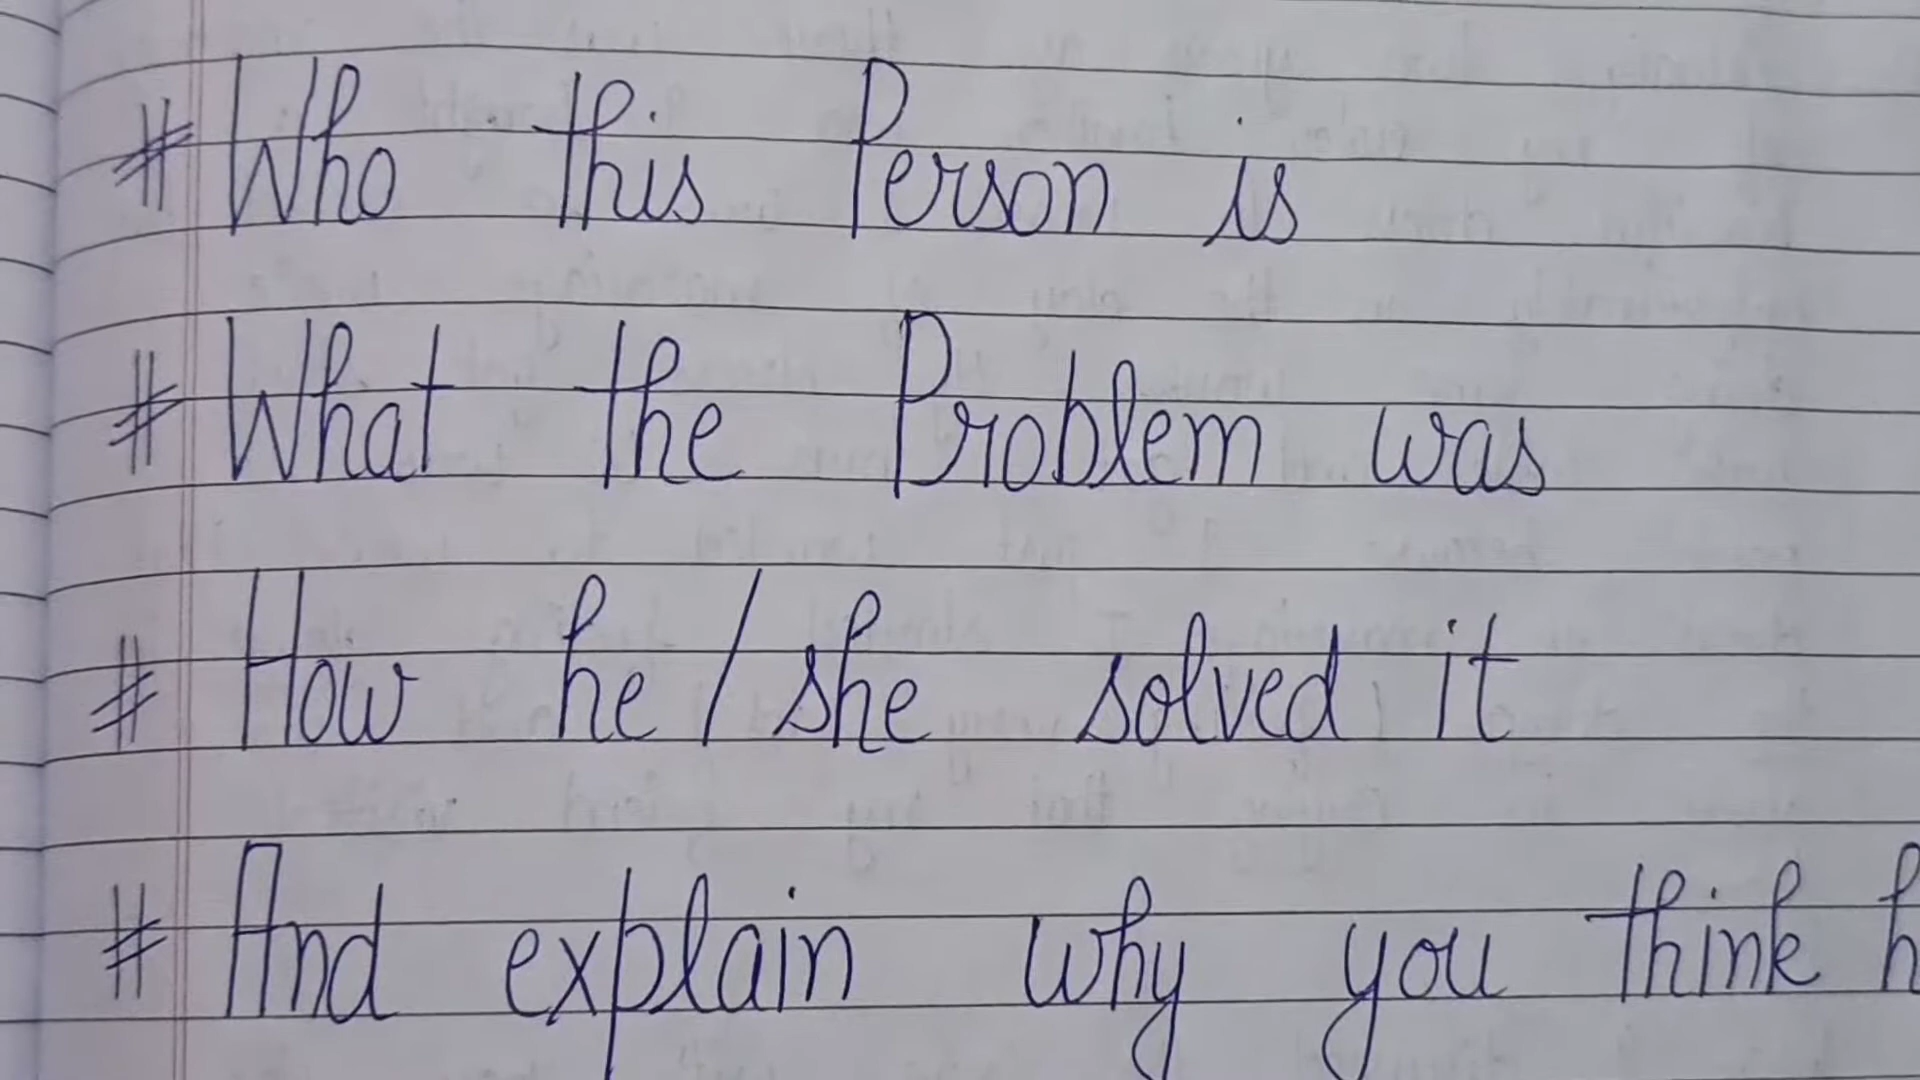 # Who this Person is
# What the Problem was
# How he/she solved it
# And explain why you think